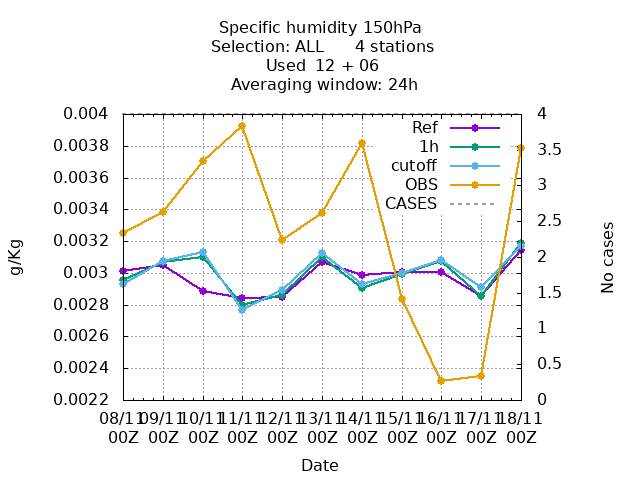 Specific humidity 150hPa
Selection: ALL      4 stations
Used  12 + 06
Averaging window: 24h
g/Kg
0.004
0.0038
0.0036
0.0034
0.0032
0.003
0.0028
0.0026
0.0024
0.0022
Ref
1h
cutoff
OBS
CASES
4
3.5
3
2.5
2
1.5
1
0.5
0
No cases
08/11 09/11 10/11 11/11 12/11 13/11 14/11 15/11 16/11 17/11 18/11
00Z 00Z 00Z 00Z 00Z 00Z 00Z 00Z 00Z 00Z 00Z
Date